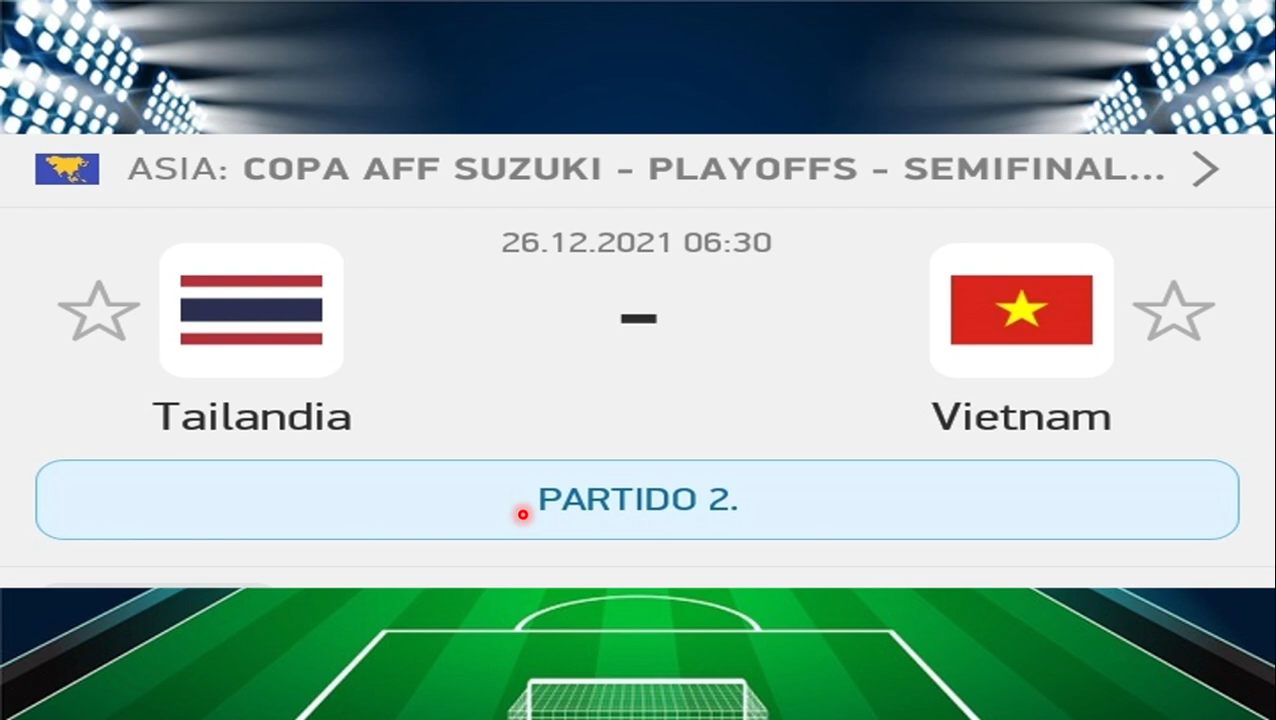 ASIA: COPA AFF SUZUKI - PLAYOFFS - SEMIFINAL...
26.12.2021 06:30
-
Tailandia
Vietnam
PARTIDO 2.